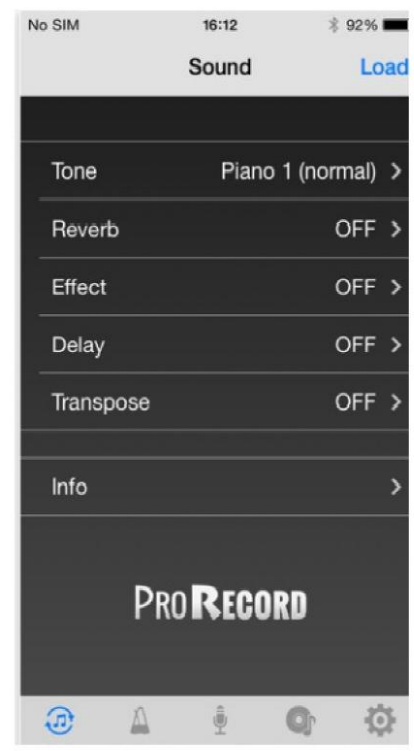 No SIM 16:12 92%
Sound Load
Tone Piano 1 (normal) >
Reverb OFF >
Effect OFF >
Delay OFF >
Transpose OFF >
Info >
PRORECORD